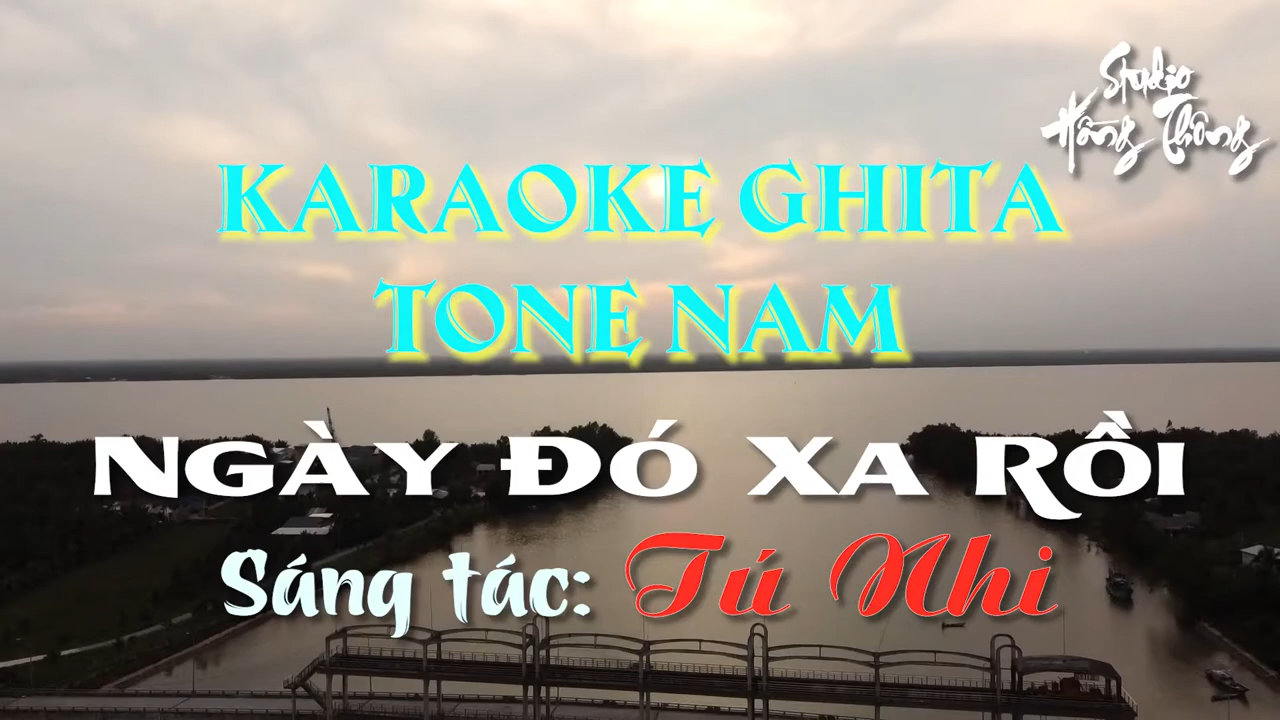 Studio
Hồng Thông
KARAOKE GHITA
TONE NAM
NGÀY ĐÓ XA RỒI
Sáng tác: Tú Nhi